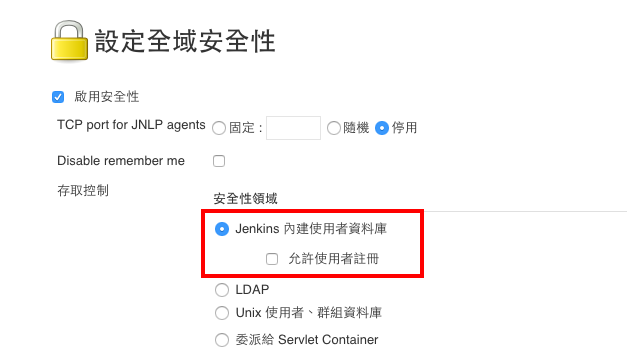 設定全域安全性
啟用安全性
TCP port for JNLP agents 固定 : 隨機 停用
Disable remember me
存取控制
安全性領域
Jenkins 內建使用者資料庫
允許使用者註冊
LDAP
Unix 使用者、群組資料庫
委派給 Servlet Container